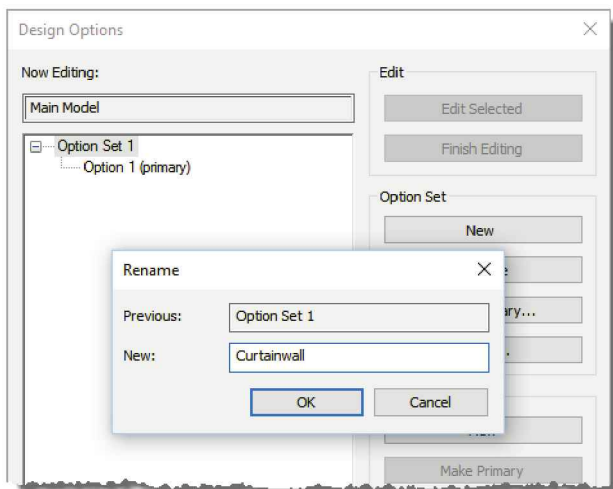 Design Options
Now Editing:
Main Model
Option Set 1
Option 1 (primary)
Edit
Edit Selected
Finish Editing
Option Set
New
Rename
Previous:
Option Set 1
New:
Curtainwall
OK
Cancel
Make Primary